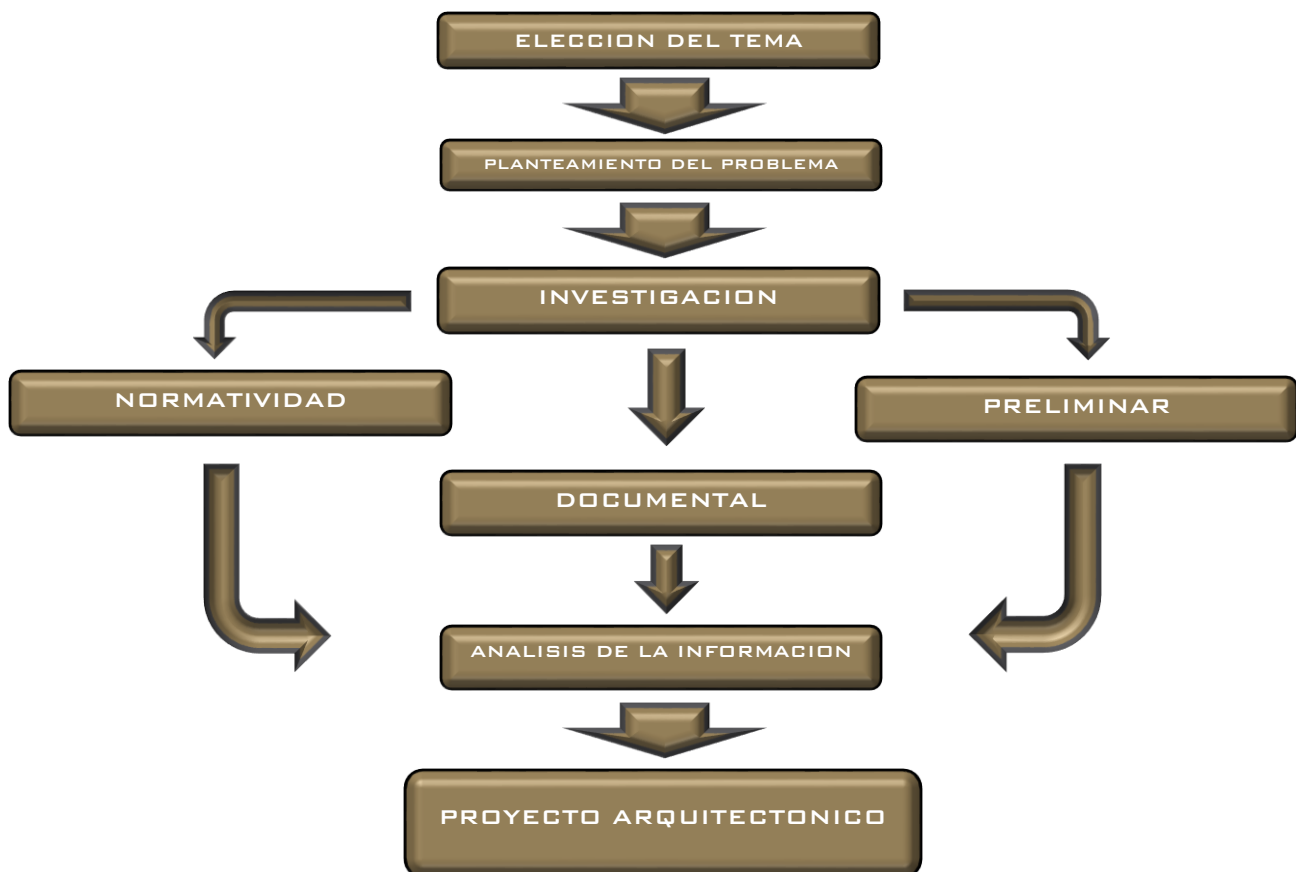 ELECCION DEL TEMA
PLANTEAMIENTO DEL PROBLEMA
INVESTIGACION
NORMATIVIDAD
PRELIMINAR
DOCUMENTAL
ANALISIS DE LA INFORMACION
PROYECTO ARQUITECTONICO